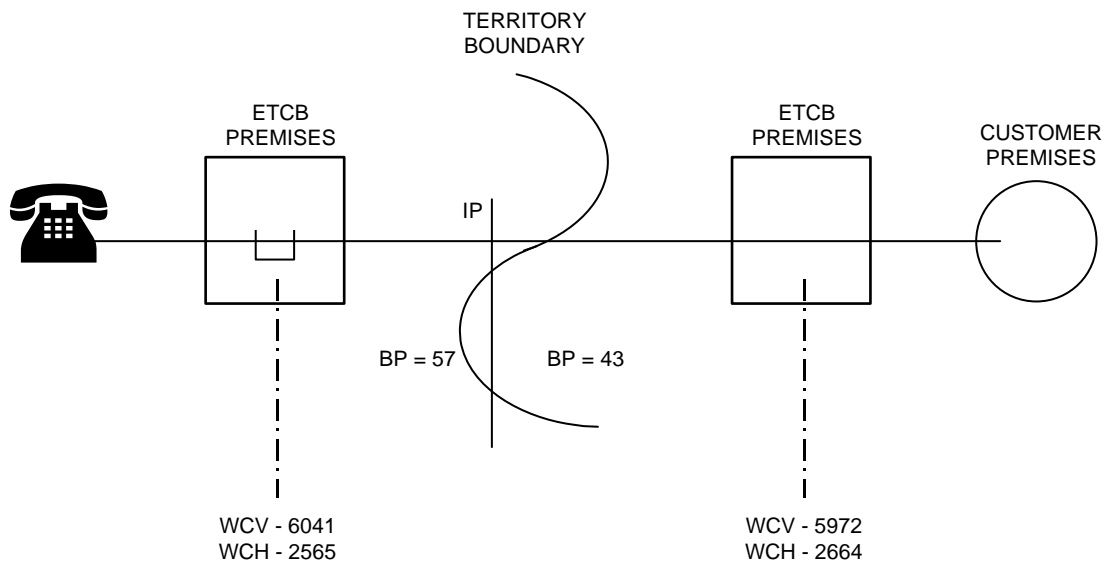 TERRITORY
BOUNDARY
ETCB
PREMISES
ETCB
PREMISES
CUSTOMER
PREMISES
IP
BP = 57
BP = 43
WCV - 6041
WCH - 2565
WCV - 5972
WCH - 2664